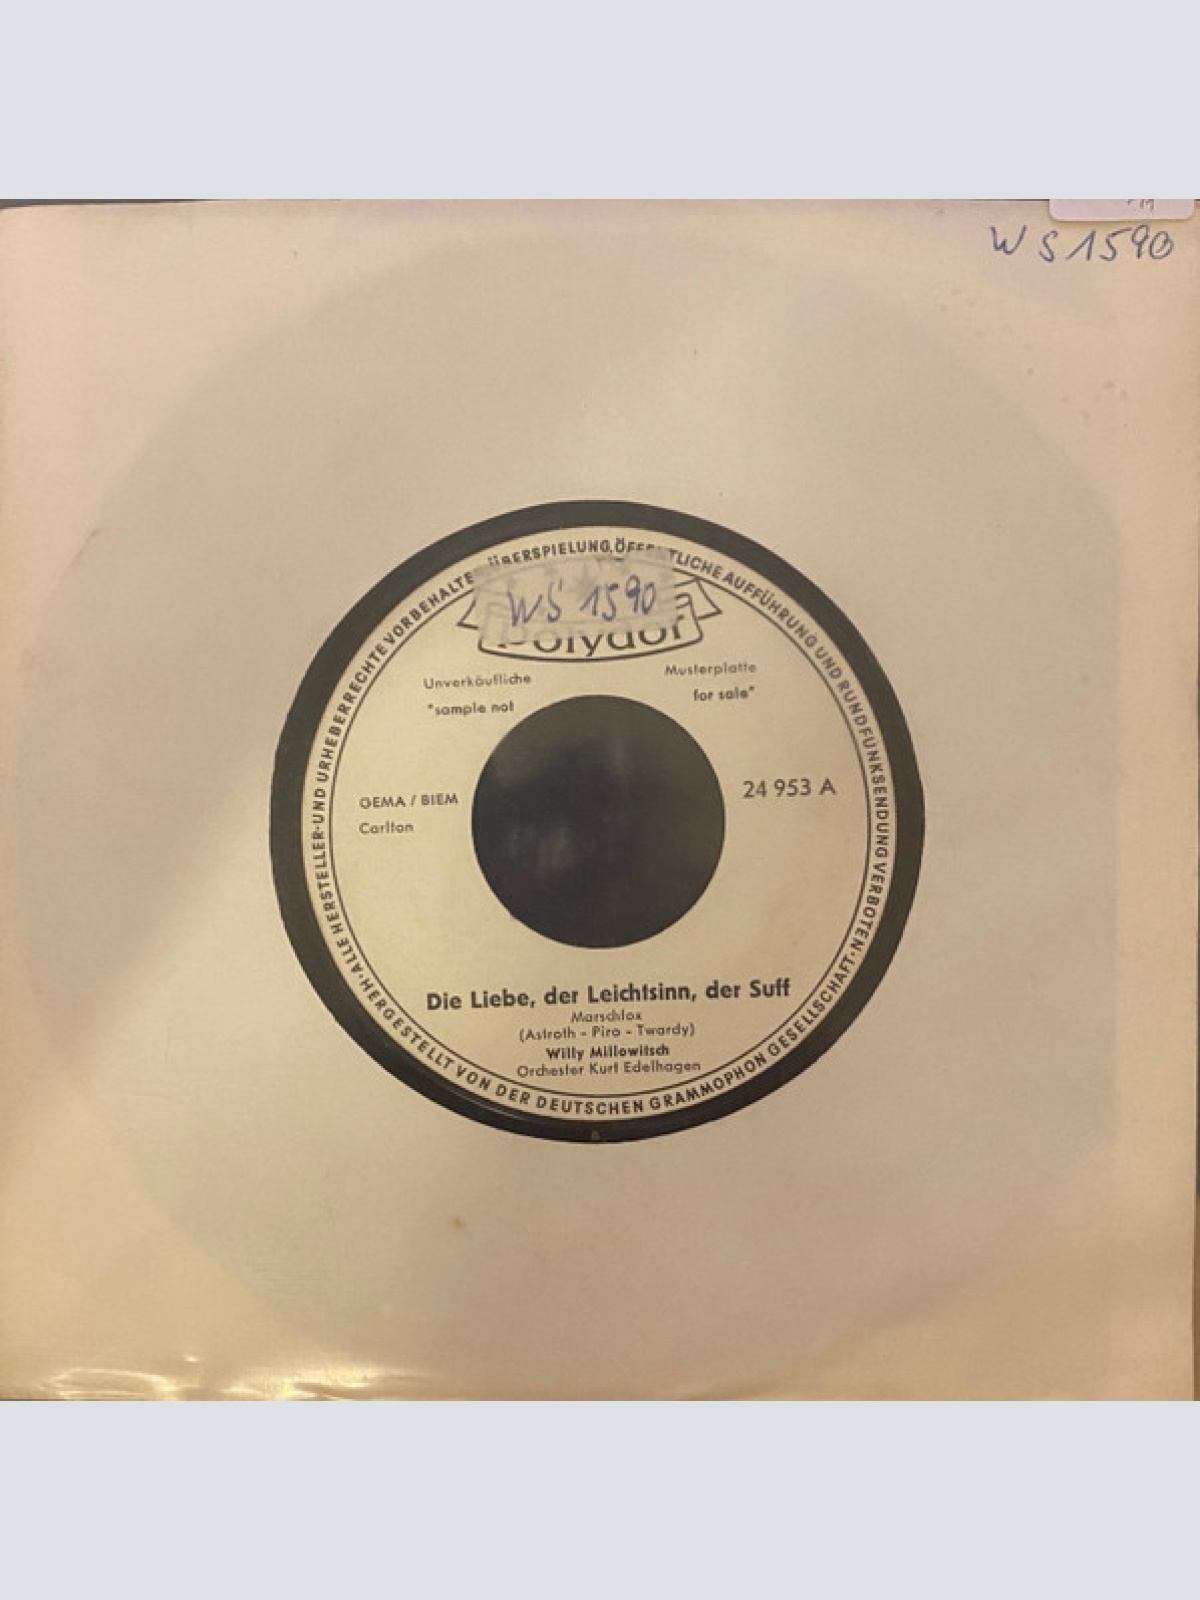 WS1590
ALLE HERSTELLER-UND URHEBERRECHTE VORBEHALTEN ÜBERSPIELUNG, ÖFFENTLICHE AUFFÜHRUNG UND RUNDFUNKSENDUNG VERBOTEN · HERGESTELLT VON DER DEUTSCHEN GRAMMOPHON GESELLSCHAFT ·
WS 1590
Polydor
Unverkäufliche Musterplatte
"sample not for sale"
GEMA / BIEM
24 953 A
Carlton
Die Liebe, der Leichtsinn, der Suff
Marschlox
(Astroth - Piro - Twardy)
Willy Millowitsch
Orchester Kurt Edelhagen